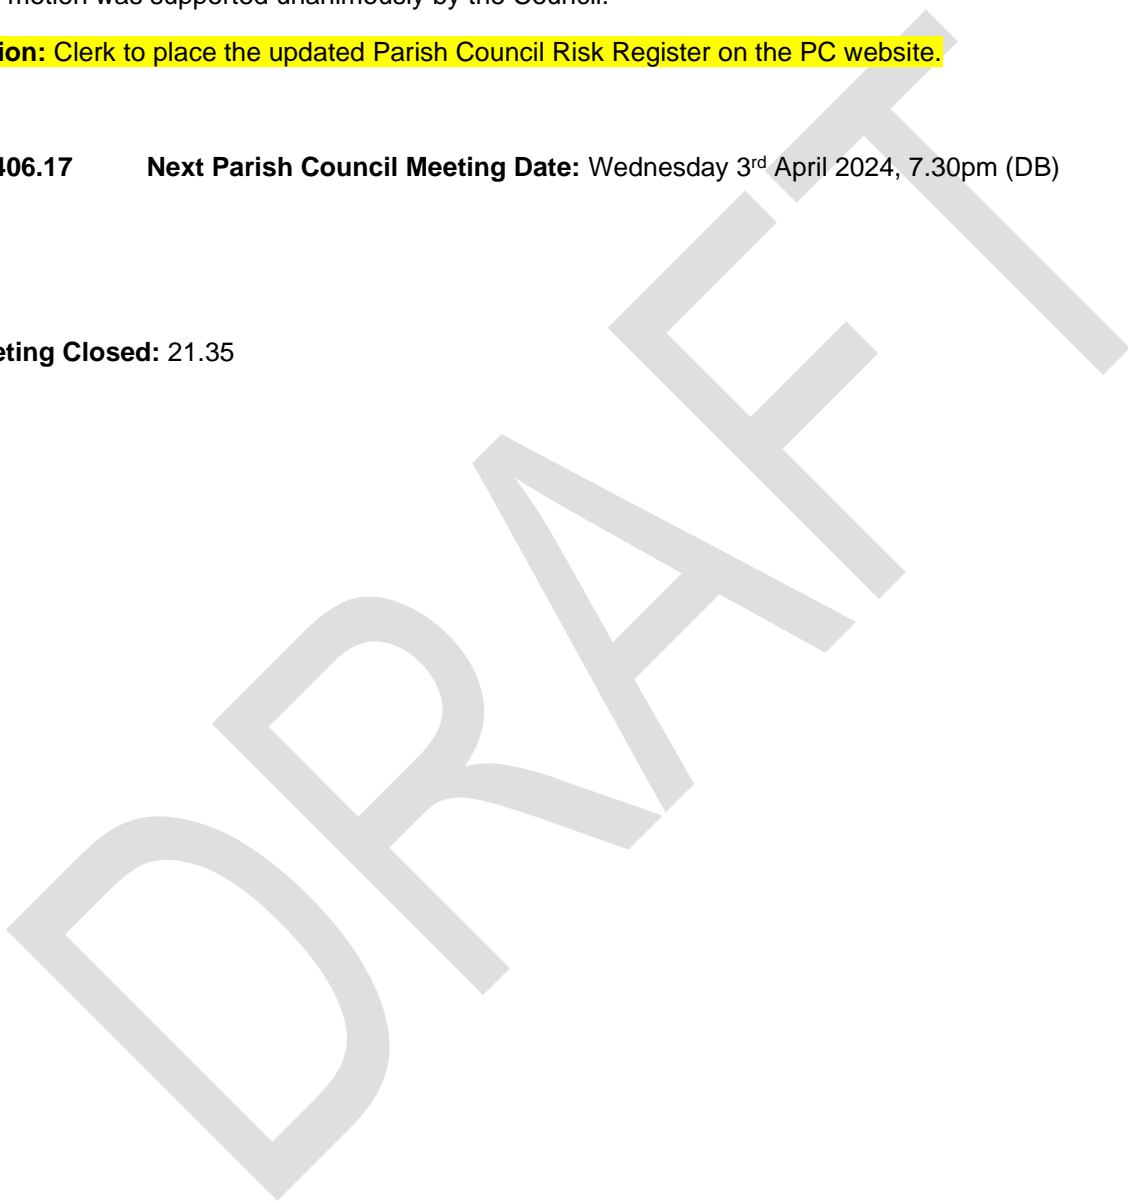 motion was supported unanimously by the Council.
ion: Clerk to place the updated Parish Council Risk Register on the PC website.
406.17 Next Parish Council Meeting Date: Wednesday 3rd April 2024, 7.30pm (DB)
eting Closed: 21.35
DRAFT